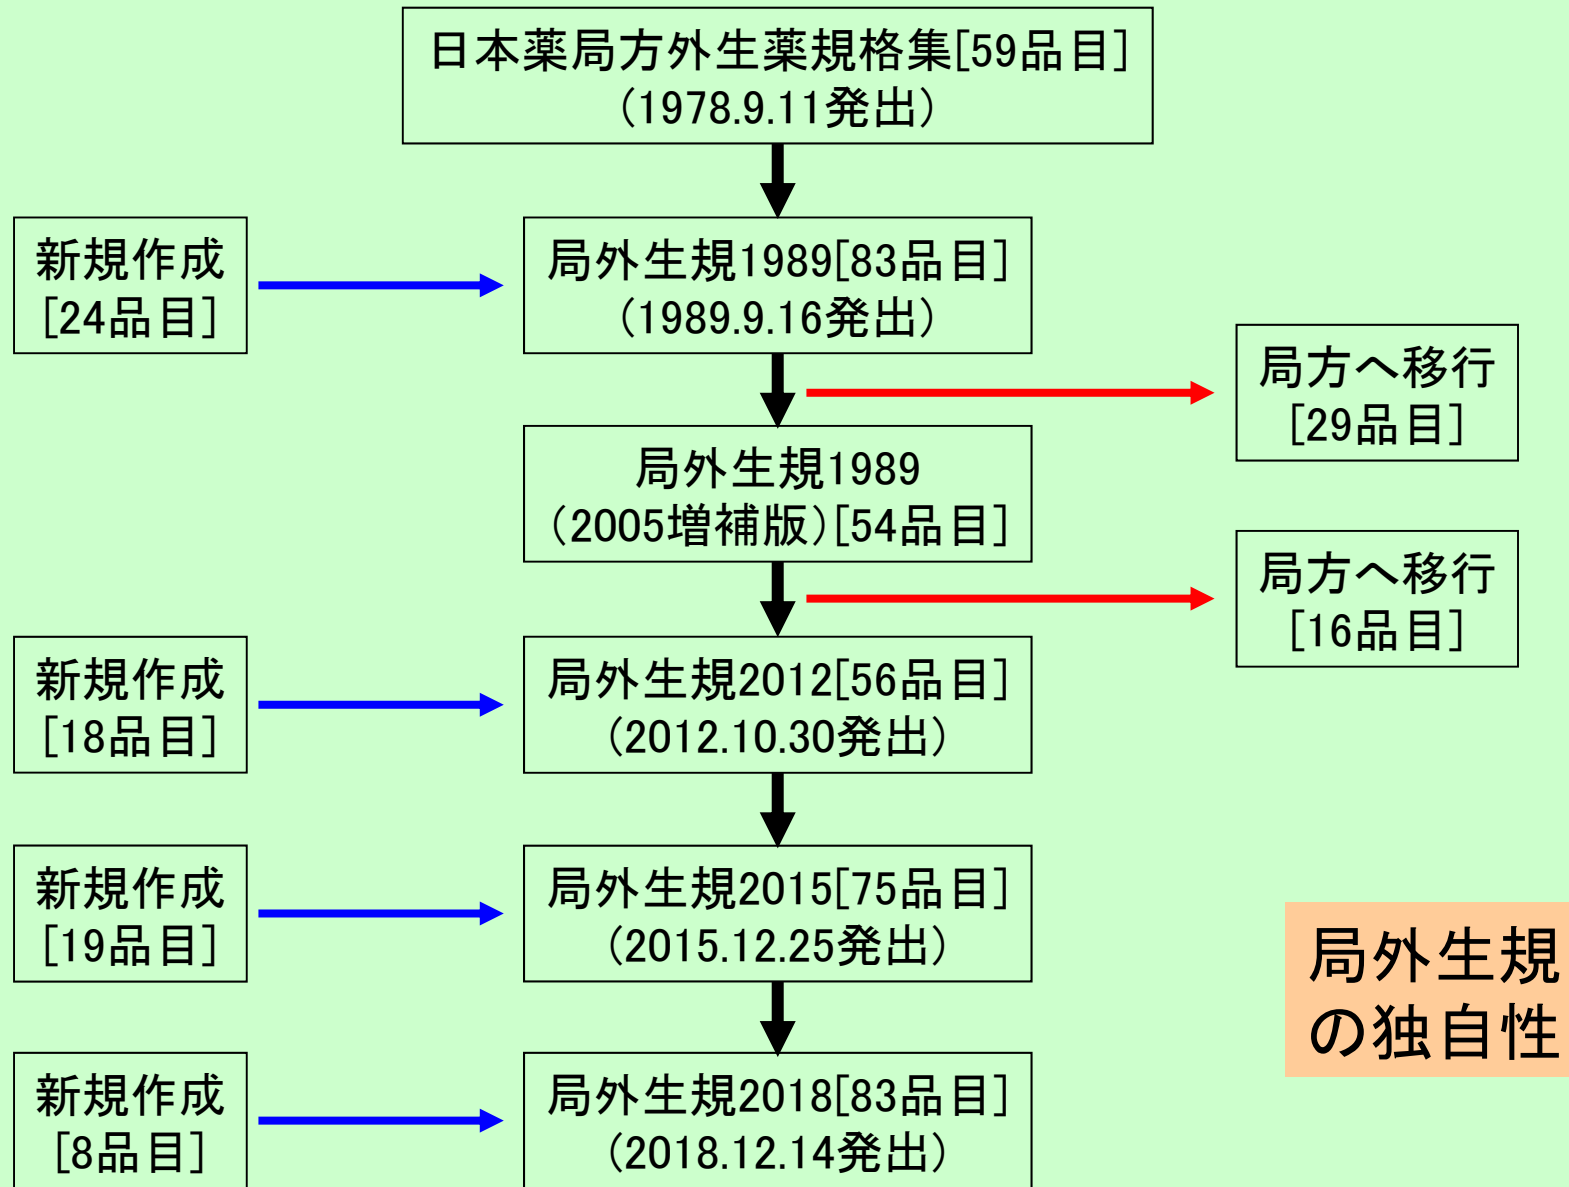 日本薬局方外生薬規格集[59品目]
(1978.9.11発出)
新規作成
[24品目]
局外生規1989[83品目]
(1989.9.16発出)
局方へ移行
[29品目]
局外生規1989
(2005増補版)[54品目]
局方へ移行
[16品目]
新規作成
[18品目]
局外生規2012[56品目]
(2012.10.30発出)
新規作成
[19品目]
局外生規2015[75品目]
(2015.12.25発出)
局外生規
の独自性
新規作成
[8品目]
局外生規2018[83品目]
(2018.12.14発出)